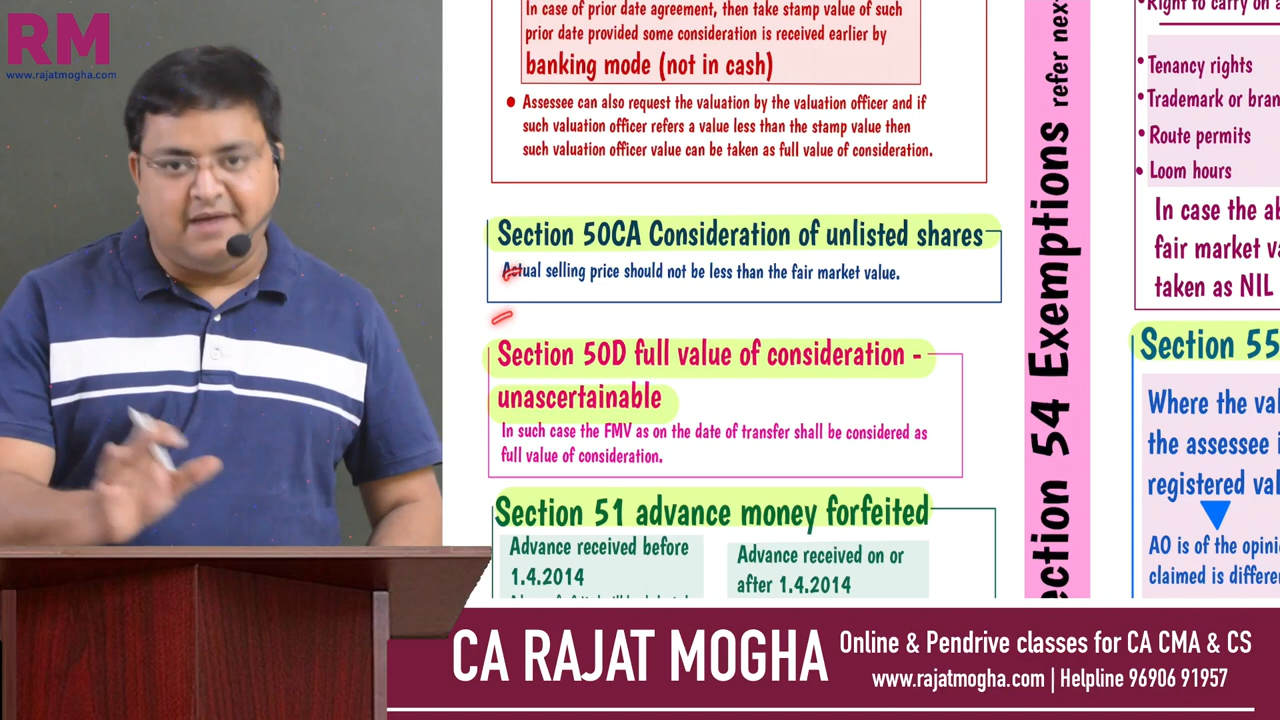 RM
www.rajatmogha.com
In case of prior date agreement, then take stamp value of such
prior date provided some consideration is received earlier by
banking mode (not in cash)
Assessee can also request the valuation by the valuation officer and if
such valuation officer refers a value less than the stamp value then
such valuation officer value can be taken as full value of consideration.
Section 50CA Consideration of unlisted shares
Actual selling price should not be less than the fair market value.
Section 50D full value of consideration -
unascertainable
In such case the FMV as on the date of transfer shall be considered as
full value of consideration.
Section 51 advance money forfeited
Advance received before
1.4.2014
Advance received on or
after 1.4.2014
ection 54 Exemptions refer nex
Right to carry on a
• Tenancy rights
• Trademark or bran
• Route permits
• Loom hours
In case the ab
fair market va
taken as NIL
Section 55
Where the val
the assessee i
registered val
AO is of the opini
claimed is differe
CA RAJAT MOGHA
Online & Pendrive classes for CA CMA & CS
www.rajatmogha.com | Helpline 96906 91957